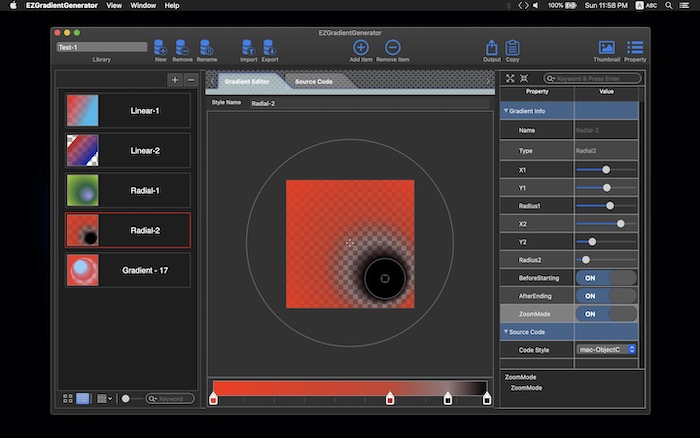 EZGradientGenerator View Window Help 100% ABC Sun 11:58 PM
EZGradientGenerator
Test-1
Library New Remove Rename Import Export Add Item Remove Item Output Copy Thumbnail Property
Gradient Editor Source Code
Keyword & Press Enter
Style Name Radial-2
Property Value
Linear-1
Linear-2
Radial-1
Radial-2
Gradient - 17
Gradient Info
Name Radial-2
Type Radial2
X1
Y1
Radius1
X2
Y2
Radius2
BeforeStarting ON
AfterEnding ON
ZoomMode ON
Source Code
Code Style mac-ObjectC
ZoomMode
ZoomMode
Keyword